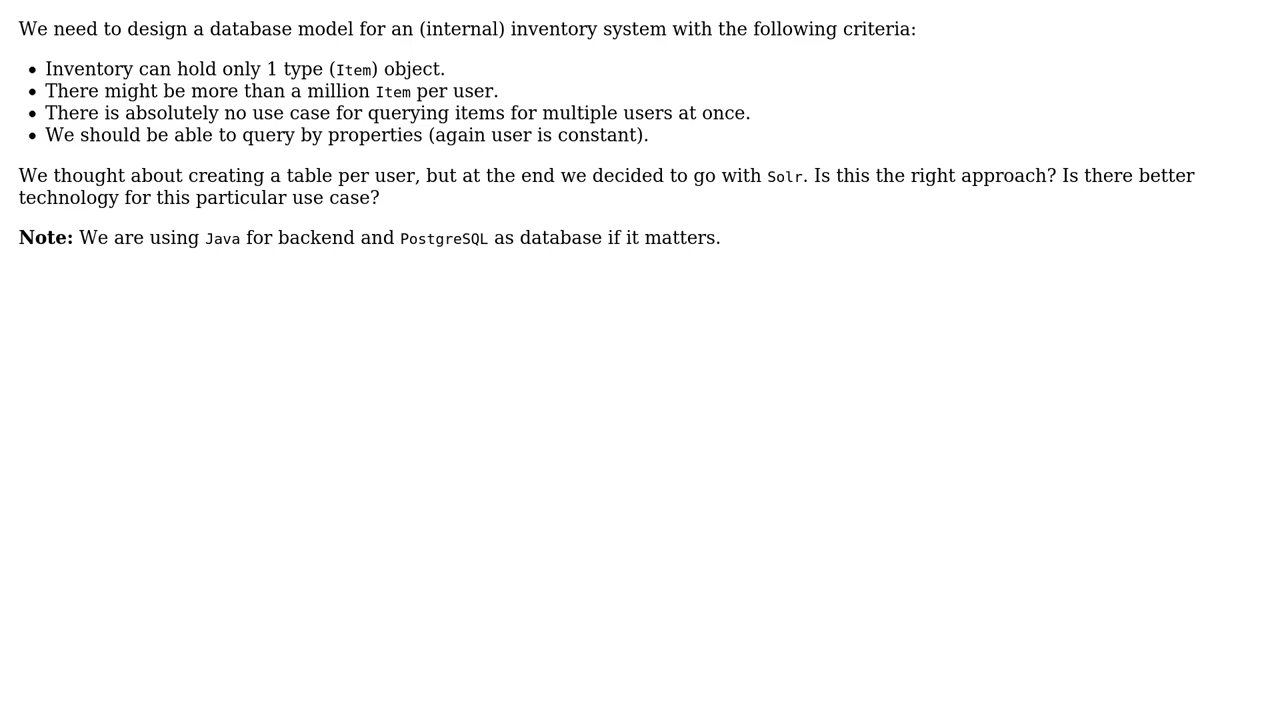 We need to design a database model for an (internal) inventory system with the following criteria:
• Inventory can hold only 1 type (Item) object.
• There might be more than a million Item per user.
• There is absolutely no use case for querying items for multiple users at once.
• We should be able to query by properties (again user is constant).
We thought about creating a table per user, but at the end we decided to go with Solr. Is this the right approach? Is there better
technology for this particular use case?
Note: We are using Java for backend and PostgreSQL as database if it matters.